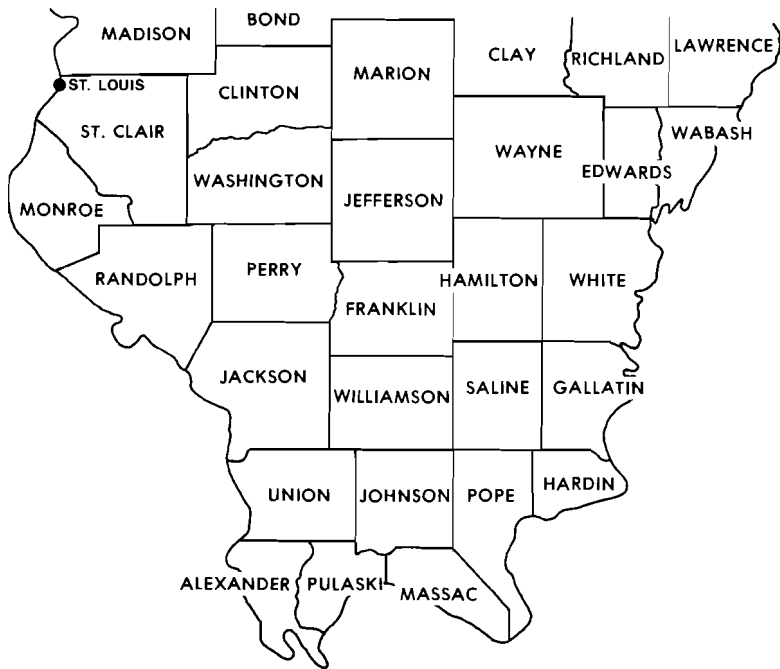 MADISON
BOND
CLAY
RICHLAND
LAWRENCE
ST. LOUIS
CLINTON
MARION
ST. CLAIR
WABASH
WAYNE
EDWARDS
WASHINGTON
JEFFERSON
MONROE
RANDOLPH
PERRY
HAMILTON
WHITE
FRANKLIN
JACKSON
WILLIAMSON
SALINE
GALLATIN
UNION
JOHNSON
POPE
HARDIN
ALEXANDER
PULASKI
MASSAC